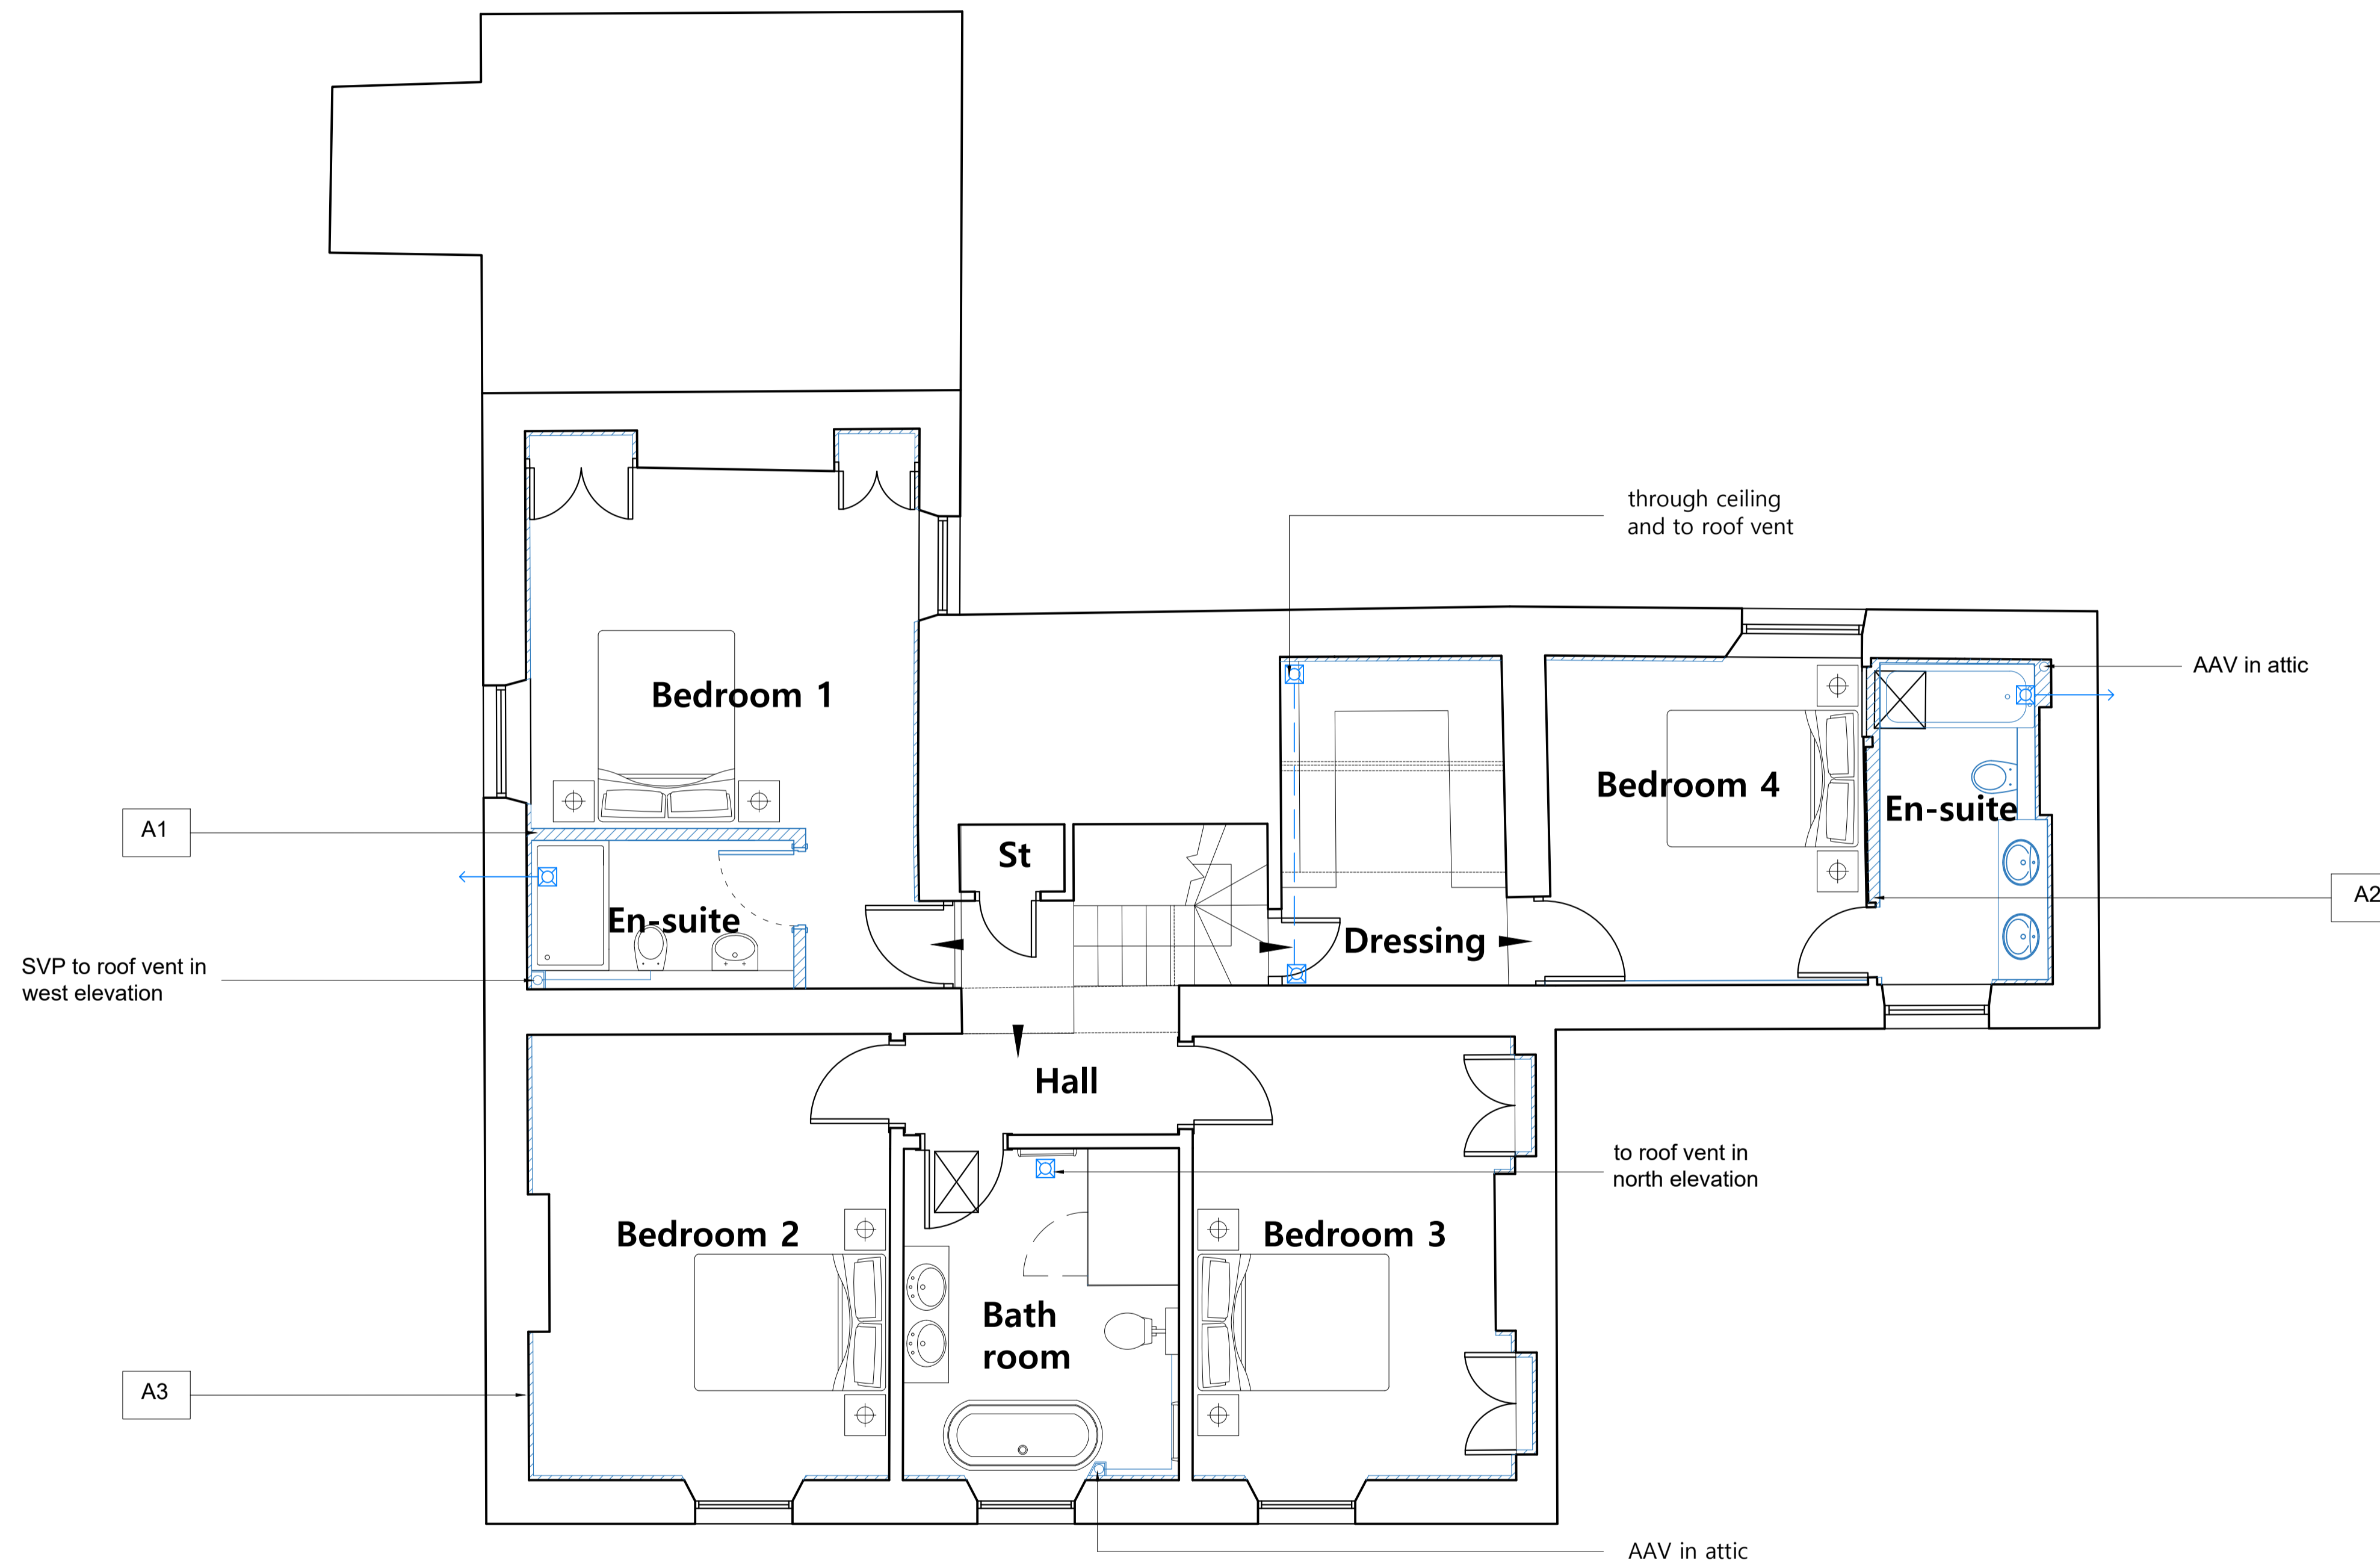 through ceiling
and to roof vent
AAV in attic
Bedroom 1
Bedroom 4
En-suite
A1
St
A2
En-suite
Dressing
SVP to roof vent in
west elevation
Hall
to roof vent in
north elevation
Bedroom 2
Bedroom 3
Bath
room
A3
AAV in attic